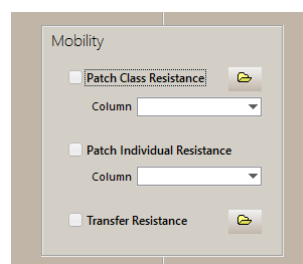 Mobility
Patch Class Resistance
Column
Patch Individual Resistance
Column
Transfer Resistance